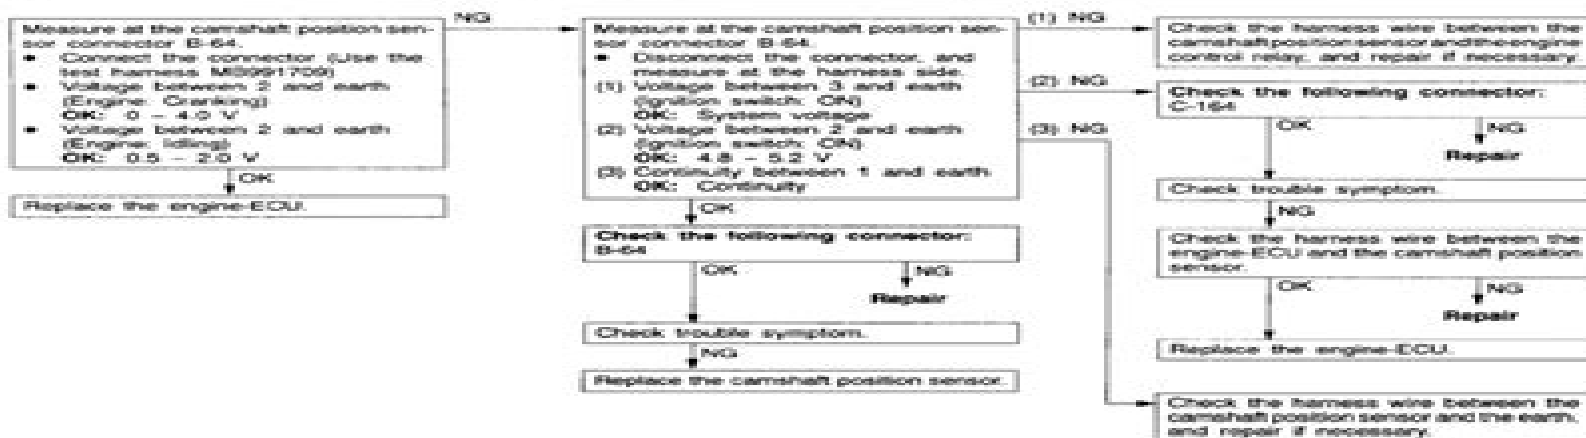 Measure at the camshaft position sen-
sor connector B-64.
• Connect the connector (Use the
test harness MB991709)
• Voltage between 2 and earth
(Engine: Cranking)
OK: 0 – 4.0 V
• Voltage between 2 and earth
(Engine: Idling)
OK: 0.5 – 2.0 V
OK
Replace the engine-ECU.
NG
Measure at the camshaft position sen-
sor connector B-64.
• Disconnect the connector, and
measure at the harness side.
(1) Voltage between 3 and earth
(Ignition switch: ON)
OK: System voltage
(2) Voltage between 2 and earth
(Ignition switch: ON)
OK: 4.8 – 5.2 V
(3) Continuity between 1 and earth
OK: Continuity
OK
Check the following connector:
B-64
OK
NG
Repair
Check trouble symptom.
NG
Replace the camshaft position sensor.
(1) NG
Check the harness wire between the
camshaft position sensor and the engine
control relay, and repair if necessary.
(2) NG
Check the following connector:
C-164
OK
NG
Repair
Check trouble symptom.
NG
Check the harness wire between the
engine-ECU and the camshaft position
sensor.
OK
NG
Repair
Replace the engine-ECU.
(3) NG
Check the harness wire between the
camshaft position sensor and the earth,
and repair if necessary.